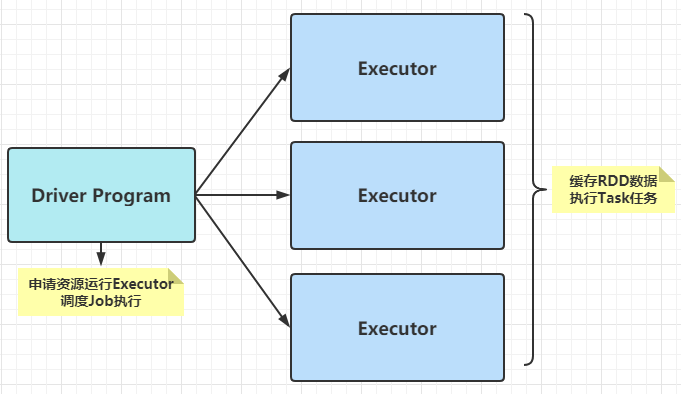 Driver Program
申请资源运行Executor
调度Job执行
Executor
Executor
Executor
缓存RDD数据
执行Task任务